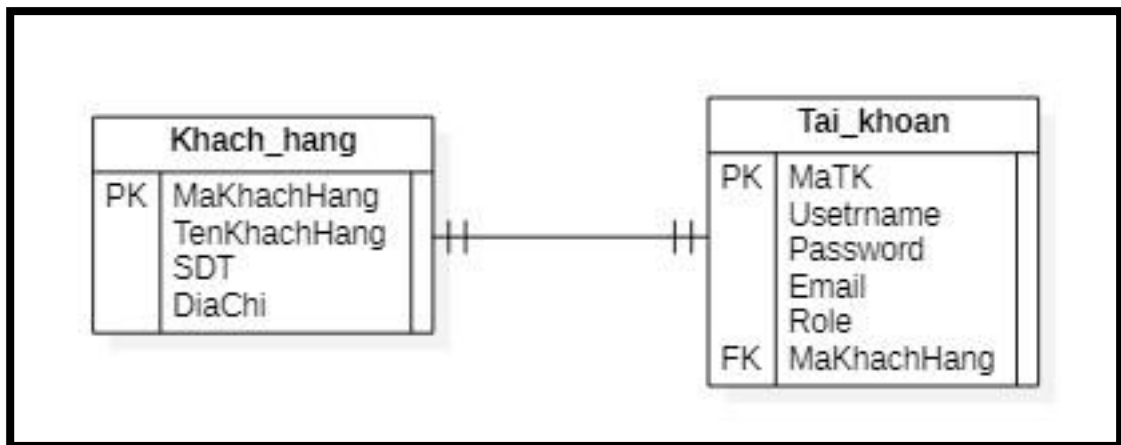 Khach_hang
PK MaKhachHang
TenKhachHang
SDT
DiaChi
Tai_khoan
PK MaTK
Usetrname
Password
Email
Role
FK MaKhachHang